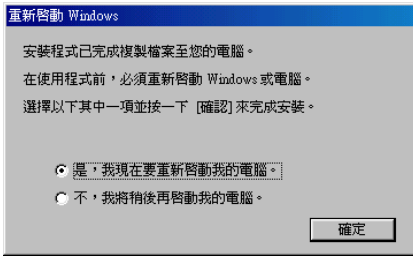 重新啓動 Windows
安裝程式已完成複製檔案至您的電腦。
在使用程式前，必須重新啓動 Windows 或電腦。
選擇以下其中一項並按一下 [確認] 來完成安裝。
是，我現在要重新啓動我的電腦。
不，我將稍後再啓動我的電腦。
確定